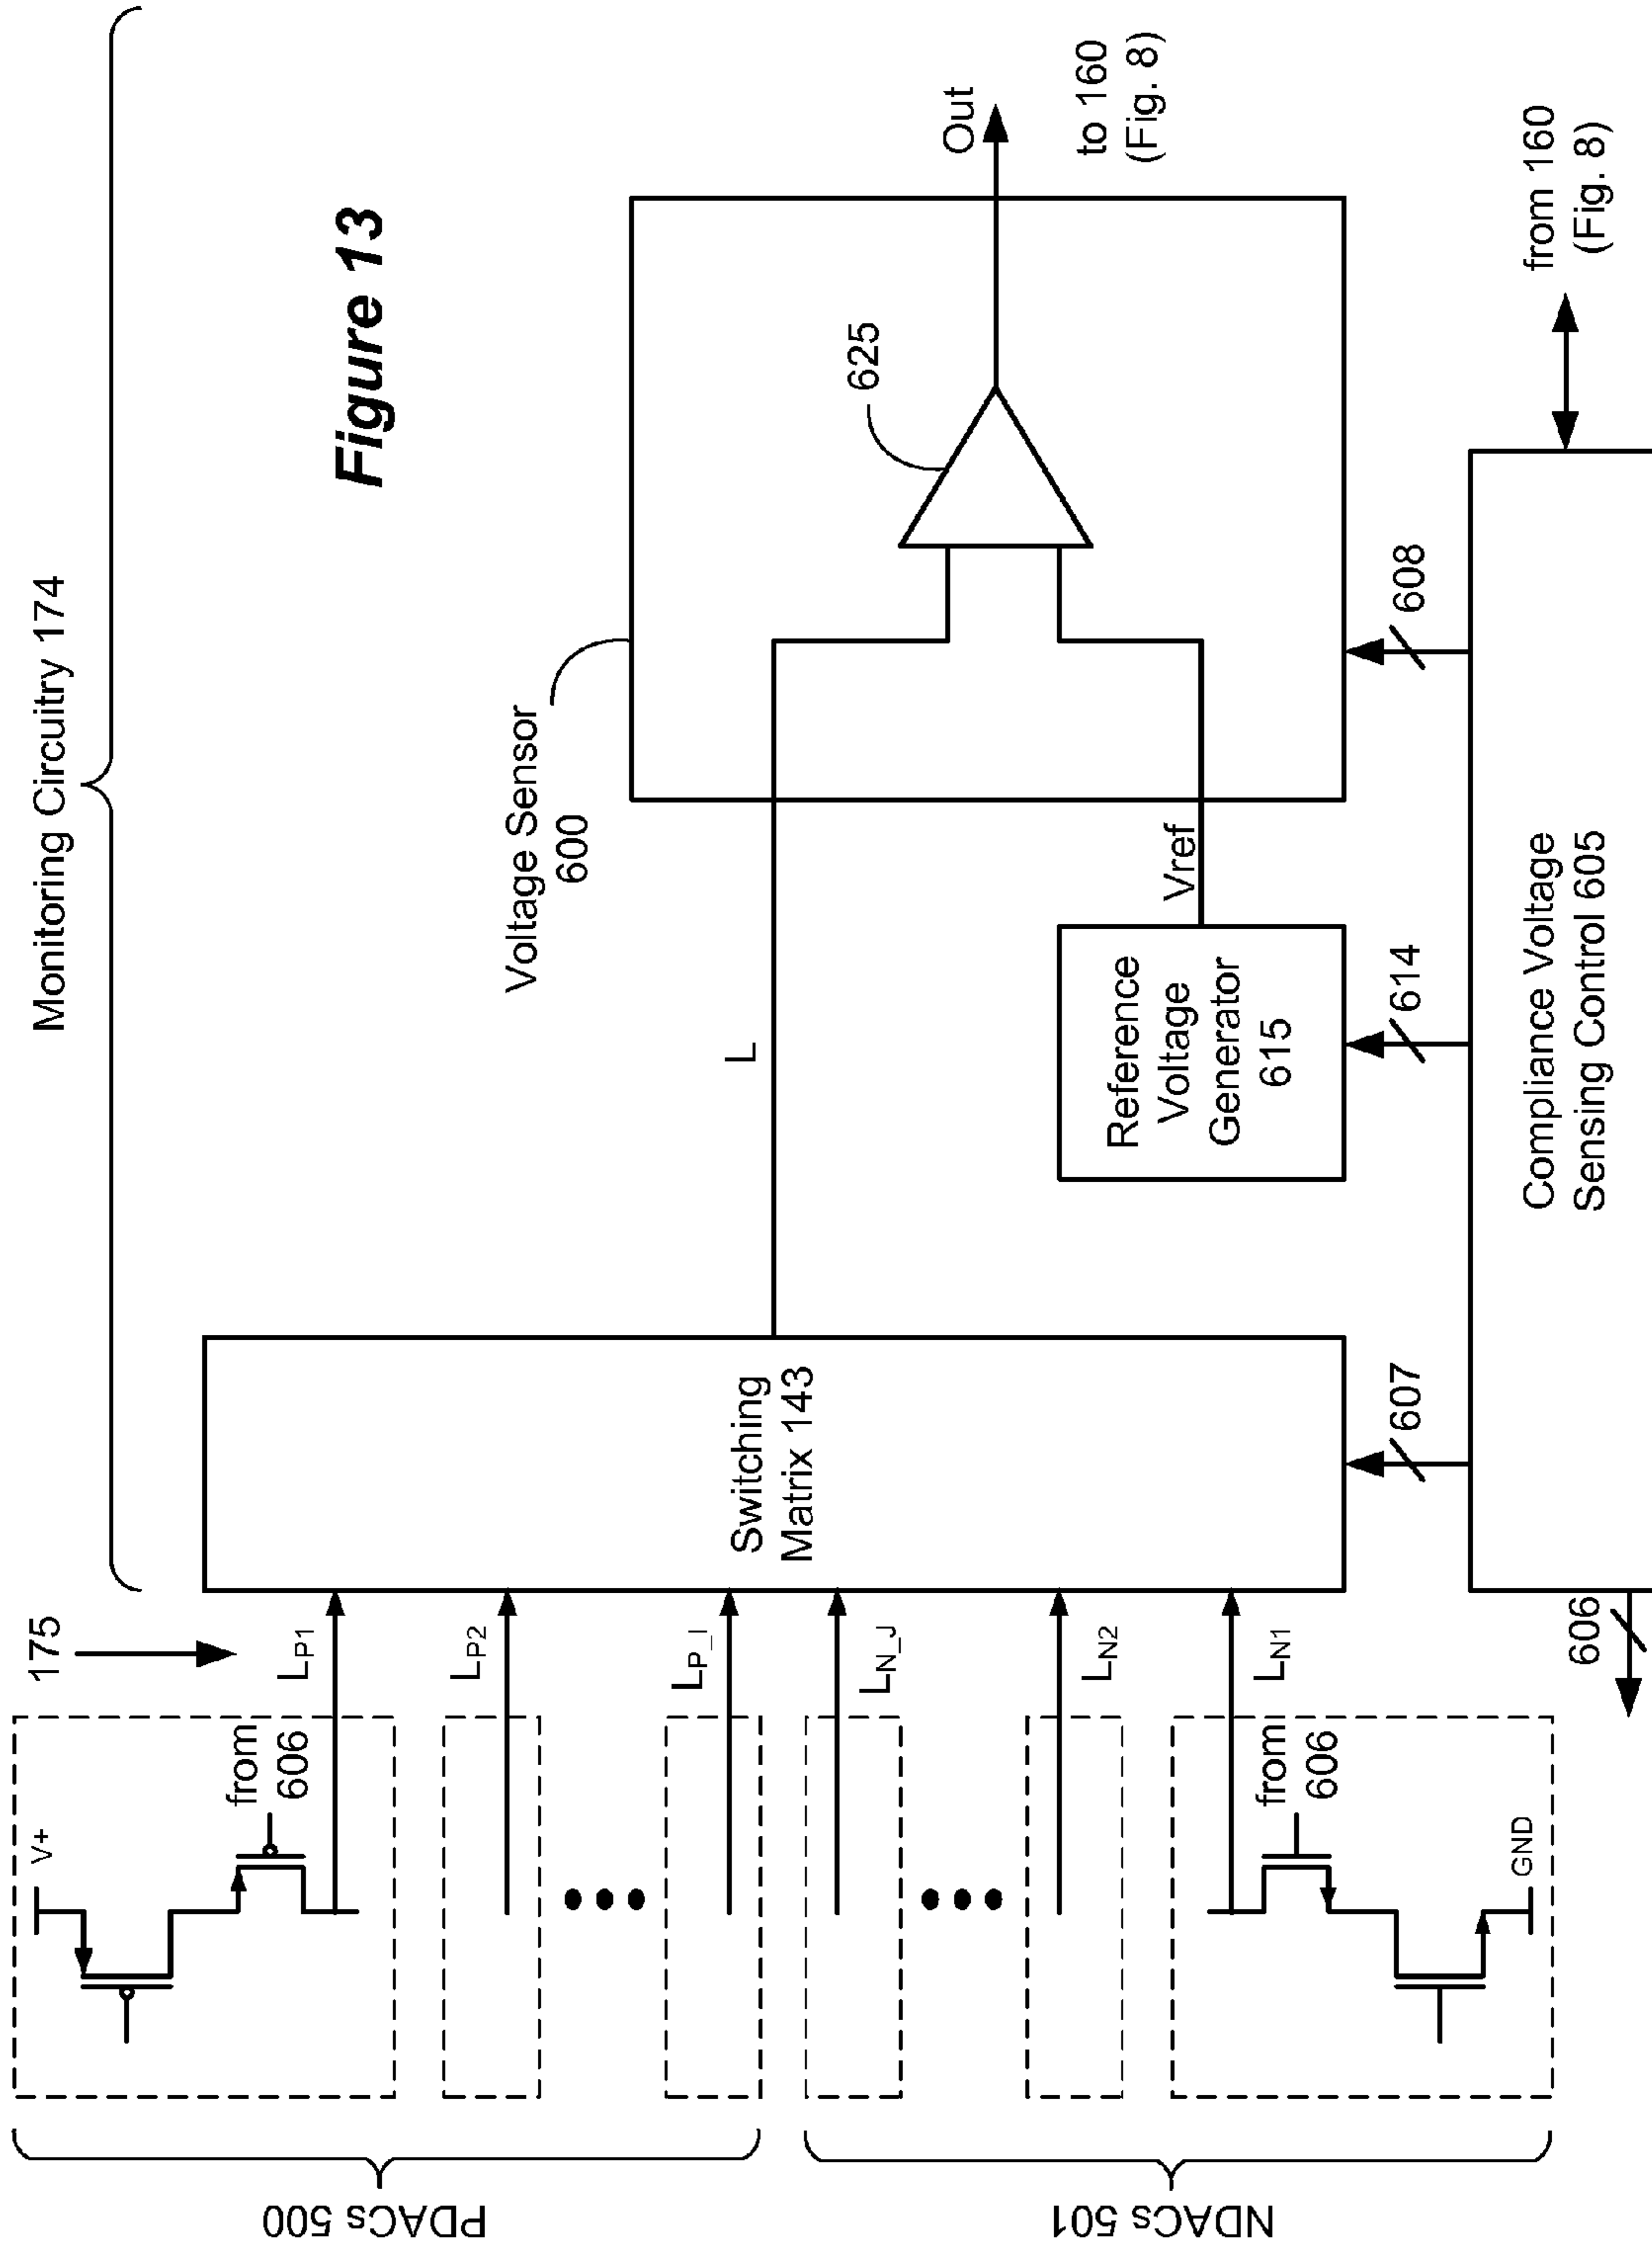 Monitoring Circuitry 174
Figure 13
175
PDACs 500
V+
from
606
LP1
LP2
LP_I
LN_J
LN2
LN1
from
606
GND
NDACs 501
Switching
Matrix 143
L
Voltage Sensor
600
625
Out
to 160
(Fig. 8)
Vref
Reference
Voltage
Generator
615
607
614
608
606
Compliance Voltage
Sensing Control 605
from 160
(Fig. 8)